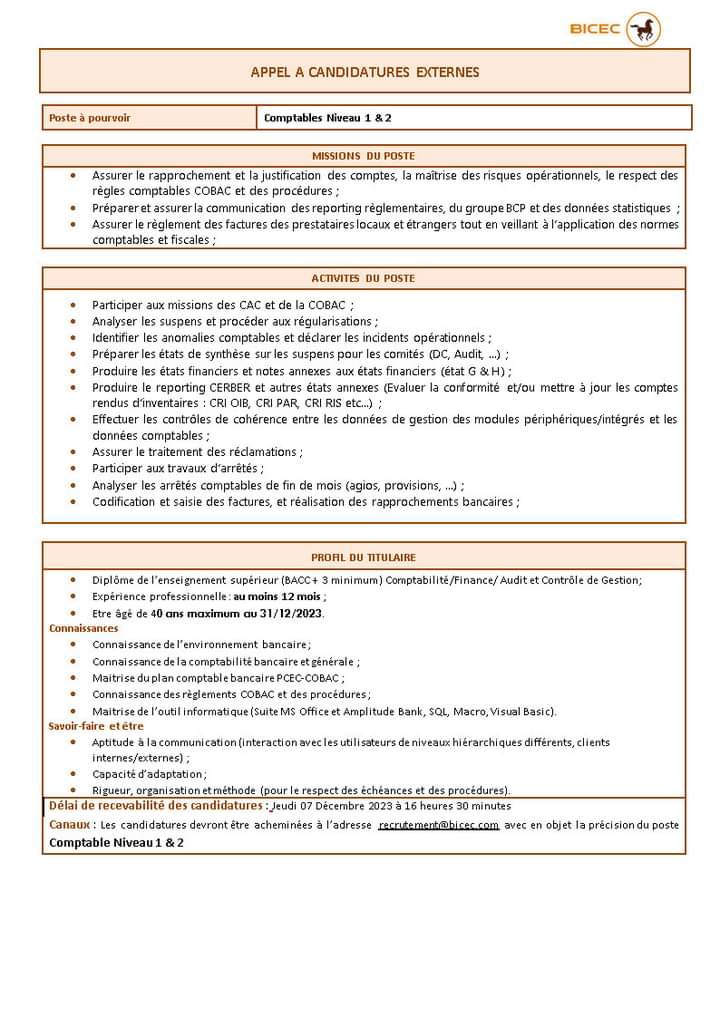 BICEC
APPEL A CANDIDATURES EXTERNES
Poste à pourvoir
Comptables Niveau 1 & 2
MISSIONS DU POSTE
• Assurer le rapprochement et la justification des comptes, la maîtrise des risques opérationnels, le respect des
règles comptables COBAC et des procédures ;
• Préparer et assurer la communication des reporting règlementaires, du groupe BCP et des données statistiques ;
• Assurer le règlement des factures des prestataires locaux et étrangers tout en veillant à l'application des normes
comptables et fiscales ;
ACTIVITES DU POSTE
• Participer aux missions des CAC et de la COBAC ;
• Analyser les suspens et procéder aux régularisations ;
• Identifier les anomalies comptables et déclarer les incidents opérationnels ;
• Préparer les états de synthèse sur les suspens pour les comités (DC, Audit, ...) ;
• Produire les états financiers et notes annexes aux états financiers (état G & H) ;
• Produire le reporting CERBER et autres états annexes (Evaluer la conformité et/ou mettre à jour les comptes
rendus d'inventaires : CRI OIB, CRI PAR, CRI RIS etc...) ;
• Effectuer les contrôles de cohérence entre les données de gestion des modules périphériques/intégrés et les
données comptables ;
• Assurer le traitement des réclamations ;
• Participer aux travaux d'arrêtés ;
• Analyser les arrêtés comptables de fin de mois (agios, provisions, ...) ;
• Codification et saisie des factures, et réalisation des rapprochements bancaires ;
PROFIL DU TITULAIRE
• Diplôme de l'enseignement supérieur (BACC+ 3 minimum) Comptabilité/Finance/ Audit et Contrôle de Gestion;
• Expérience professionnelle : au moins 12 mois ;
• Etre âgé de 40 ans maximum au 31/12/2023.
Connaissances
• Connaissance de l'environnement bancaire ;
• Connaissance de la comptabilité bancaire et générale ;
• Maitrise du plan comptable bancaire PCEC-COBAC ;
• Connaissance des règlements COBAC et des procédures ;
• Maitrise de l'outil informatique (Suite MS Office et Amplitude Bank, SQL, Macro, Visual Basic).
Savoir-faire et être
• Aptitude à la communication (interaction avec les utilisateurs de niveaux hiérarchiques différents, clients
internes/externes) ;
• Capacité d'adaptation ;
• Rigueur, organisation et méthode (pour le respect des échéances et des procédures).
Délai de recevabilité des candidatures : Jeudi 07 Décembre 2023 à 16 heures 30 minutes
Canaux : Les candidatures devront être acheminées à l'adresse recrutement@bicec.com avec en objet la précision du poste
Comptable Niveau 1 & 2